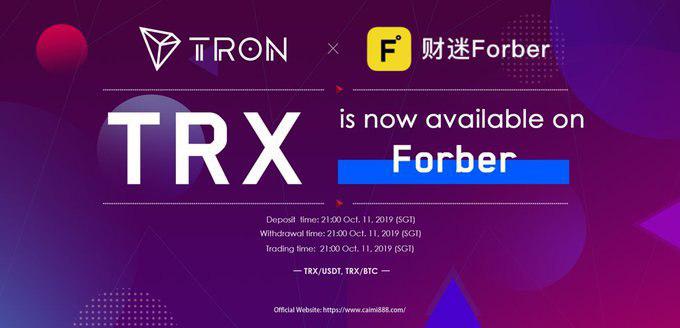 TRON × 财迷Forber
TRX
is now available on
Forber
Deposit time: 21:00 Oct. 11, 2019 (SGT)
Withdrawal time: 21:00 Oct. 11, 2019 (SGT)
Trading time: 21:00 Oct. 11, 2019 (SGT)
— TRX/USDT, TRX/BTC —
Official Website: https://www.caimi888.com/